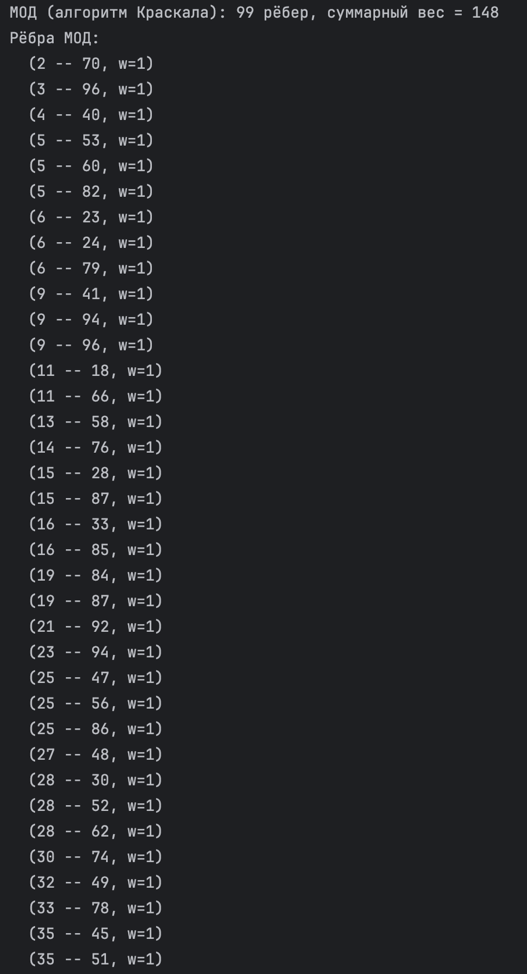 МОД (алгоритм Краскала): 99 рёбер, суммарный вес = 148
Рёбра МОД:
(2 -- 70, w=1)
(3 -- 96, w=1)
(4 -- 40, w=1)
(5 -- 53, w=1)
(5 -- 60, w=1)
(5 -- 82, w=1)
(6 -- 23, w=1)
(6 -- 24, w=1)
(6 -- 79, w=1)
(9 -- 41, w=1)
(9 -- 94, w=1)
(9 -- 96, w=1)
(11 -- 18, w=1)
(11 -- 66, w=1)
(13 -- 58, w=1)
(14 -- 76, w=1)
(15 -- 28, w=1)
(15 -- 87, w=1)
(16 -- 33, w=1)
(16 -- 85, w=1)
(19 -- 84, w=1)
(19 -- 87, w=1)
(21 -- 92, w=1)
(23 -- 94, w=1)
(25 -- 47, w=1)
(25 -- 56, w=1)
(25 -- 86, w=1)
(27 -- 48, w=1)
(28 -- 30, w=1)
(28 -- 52, w=1)
(28 -- 62, w=1)
(30 -- 74, w=1)
(32 -- 49, w=1)
(33 -- 78, w=1)
(35 -- 45, w=1)
(35 -- 51, w=1)